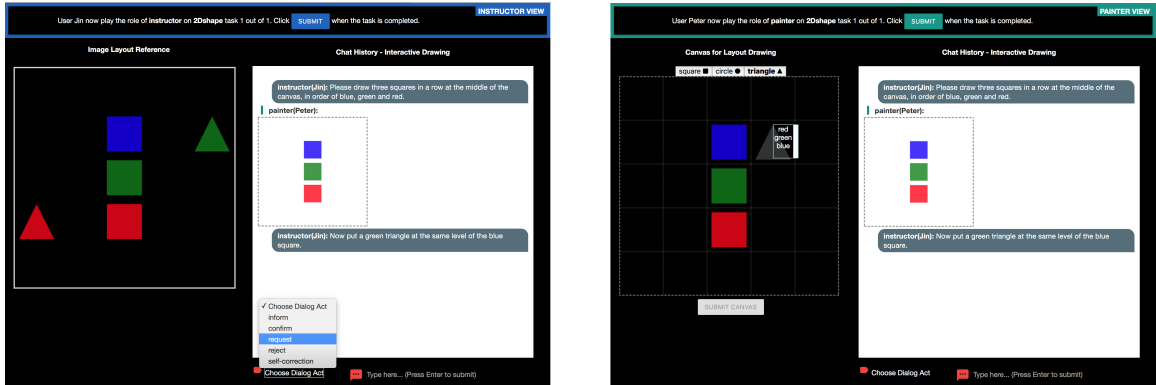 INSTRUCTOR VIEW
User Jin now play the role of instructor on 2Dshape task 1 out of 1. Click SUBMIT when the task is completed.
Image Layout Reference
Chat History - Interactive Drawing
instructor(Jin): Please draw three squares in a row at the middle of the
canvas, in order of blue, green and red.
painter(Peter):
instructor(Jin): Now put a green triangle at the same level of the blue
square.
✓ Choose Dialog Act
inform
confirm
request
reject
self-correction
Choose Dialog Act
Type here... (Press Enter to submit)
PAINTER VIEW
User Peter now play the role of painter on 2Dshape task 1 out of 1. Click SUBMIT when the task is completed.
Canvas for Layout Drawing
Chat History - Interactive Drawing
square ■ circle ● triangle ▲
red
green
blue
SUBMIT CANVAS
instructor(Jin): Please draw three squares in a row at the middle of the
canvas, in order of blue, green and red.
painter(Peter):
instructor(Jin): Now put a green triangle at the same level of the blue
square.
Choose Dialog Act
Type here... (Press Enter to submit)